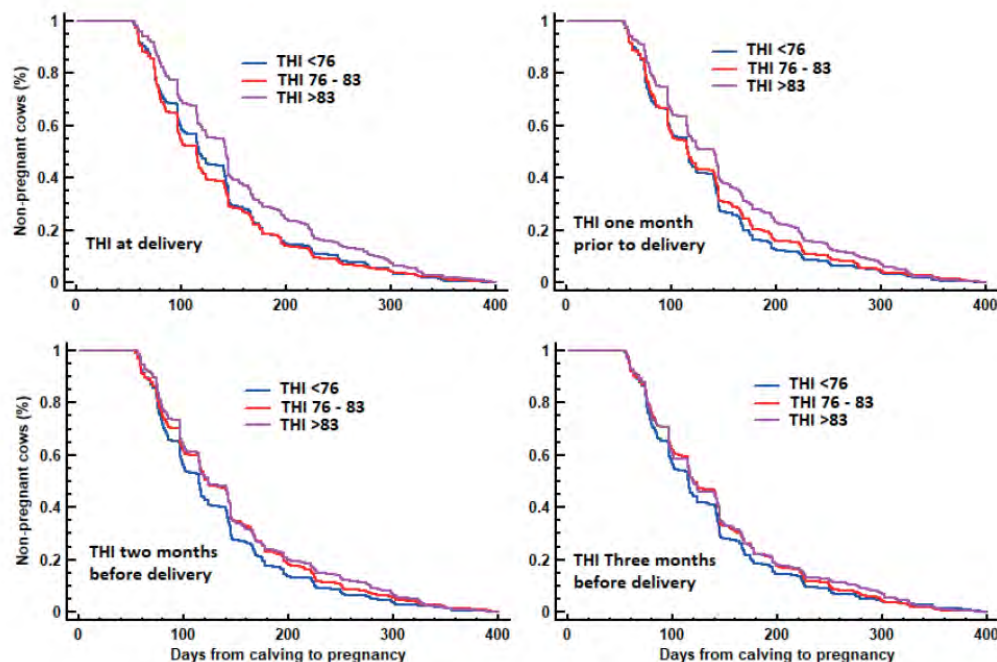 Non-pregnant cows (%)
1
0.8
0.6
0.4
0.2
0
THI <76
THI 76 - 83
THI >83
THI at delivery
0
100
200
300
400
Non-pregnant cows (%)
1
0.8
0.6
0.4
0.2
0
THI <76
THI 76 - 83
THI >83
THI one month
prior to delivery
0
100
200
300
400
Non-pregnant cows (%)
1
0.8
0.6
0.4
0.2
0
THI <76
THI 76 - 83
THI >83
THI two months
before delivery
0
100
200
300
400
Days from calving to pregnancy
Non-pregnant cows (%)
1
0.8
0.6
0.4
0.2
0
THI <76
THI 76 - 83
THI >83
THI Three months
before delivery
0
100
200
300
400
Days from calving to pregnancy